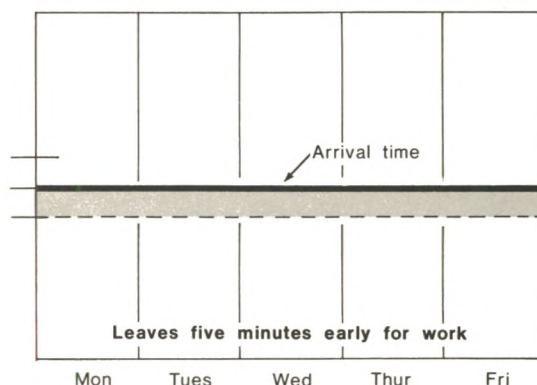 Arrival time
Leaves five minutes early for work
Mon Tues Wed Thur Fri